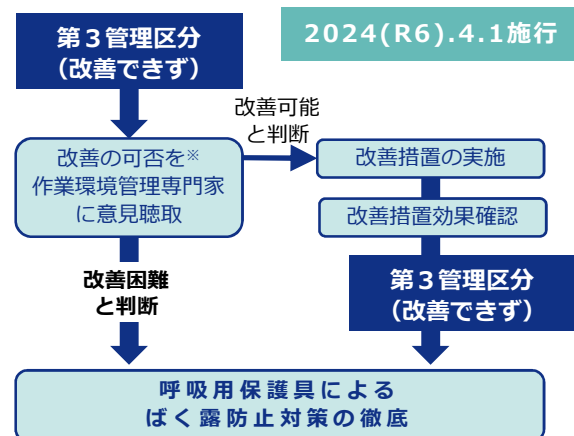 第３管理区分
（改善できず）
2024(R6).4.1施行
改善可能
と判断
改善の可否を※
作業環境管理専門家
に意見聴取
改善措置の実施
改善措置効果確認
改善困難
と判断
第３管理区分
（改善できず）
呼吸用保護具による
ばく露防止対策の徹底